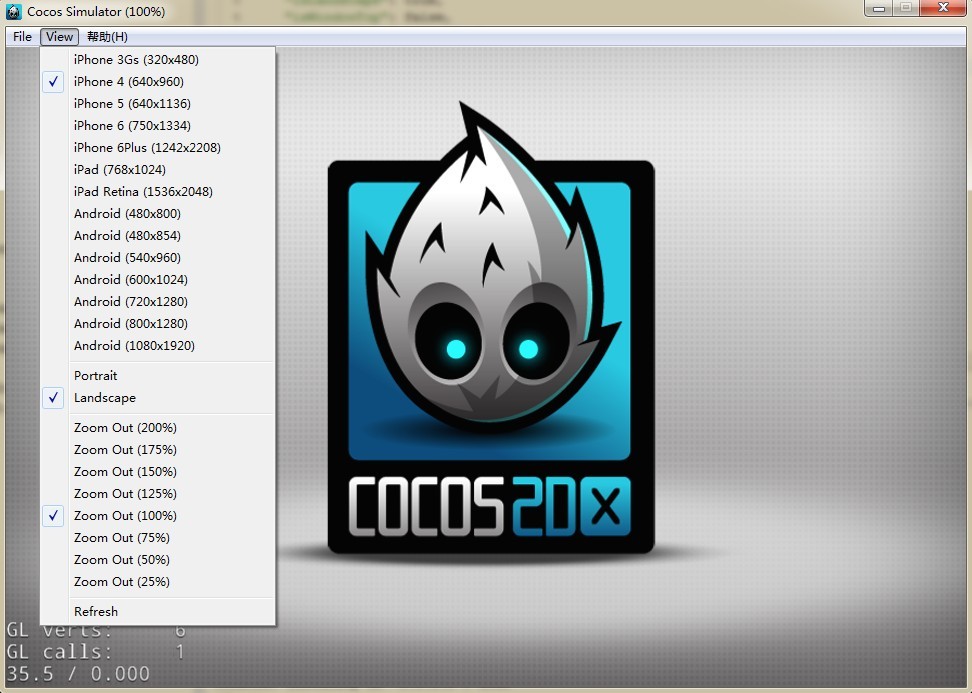 Cocos Simulator (100%)
File View 帮助(H)
iPhone 3Gs (320x480)
iPhone 4 (640x960)
iPhone 5 (640x1136)
iPhone 6 (750x1334)
iPhone 6Plus (1242x2208)
iPad (768x1024)
iPad Retina (1536x2048)
Android (480x800)
Android (480x854)
Android (540x960)
Android (600x1024)
Android (720x1280)
Android (800x1280)
Android (1080x1920)
Portrait
Landscape
Zoom Out (200%)
Zoom Out (175%)
Zoom Out (150%)
Zoom Out (125%)
Zoom Out (100%)
Zoom Out (75%)
Zoom Out (50%)
Zoom Out (25%)
Refresh
COCOS2DX
GL verts: 6
GL calls: 1
35.5 / 0.000